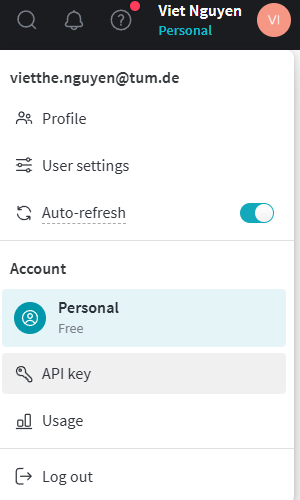 Viet Nguyen
Personal
VI
vietthe.nguyen@tum.de
Profile
User settings
Auto-refresh
Account
Personal
Free
API key
Usage
Log out